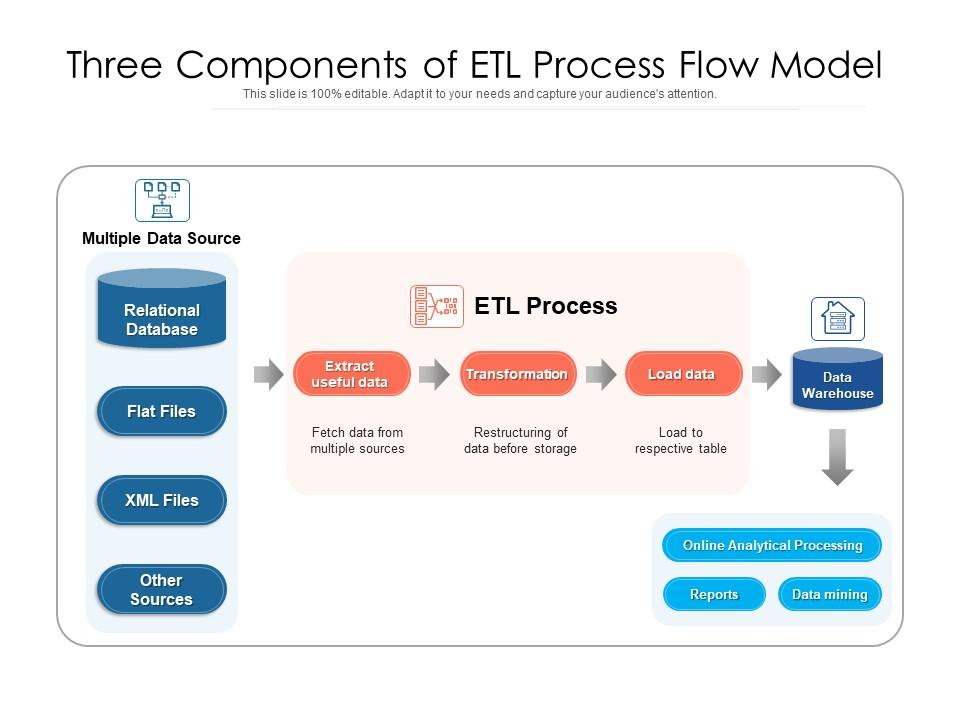 Three Components of ETL Process Flow Model
This slide is 100% editable. Adapt it to your needs and capture your audience's attention.
Multiple Data Source
Relational
Database
Flat Files
XML Files
Other
Sources
ETL Process
Extract
useful data
Fetch data from
multiple sources
Transformation
Restructuring of
data before storage
Load data
Load to
respective table
Data
Warehouse
Online Analytical Processing
Reports
Data mining